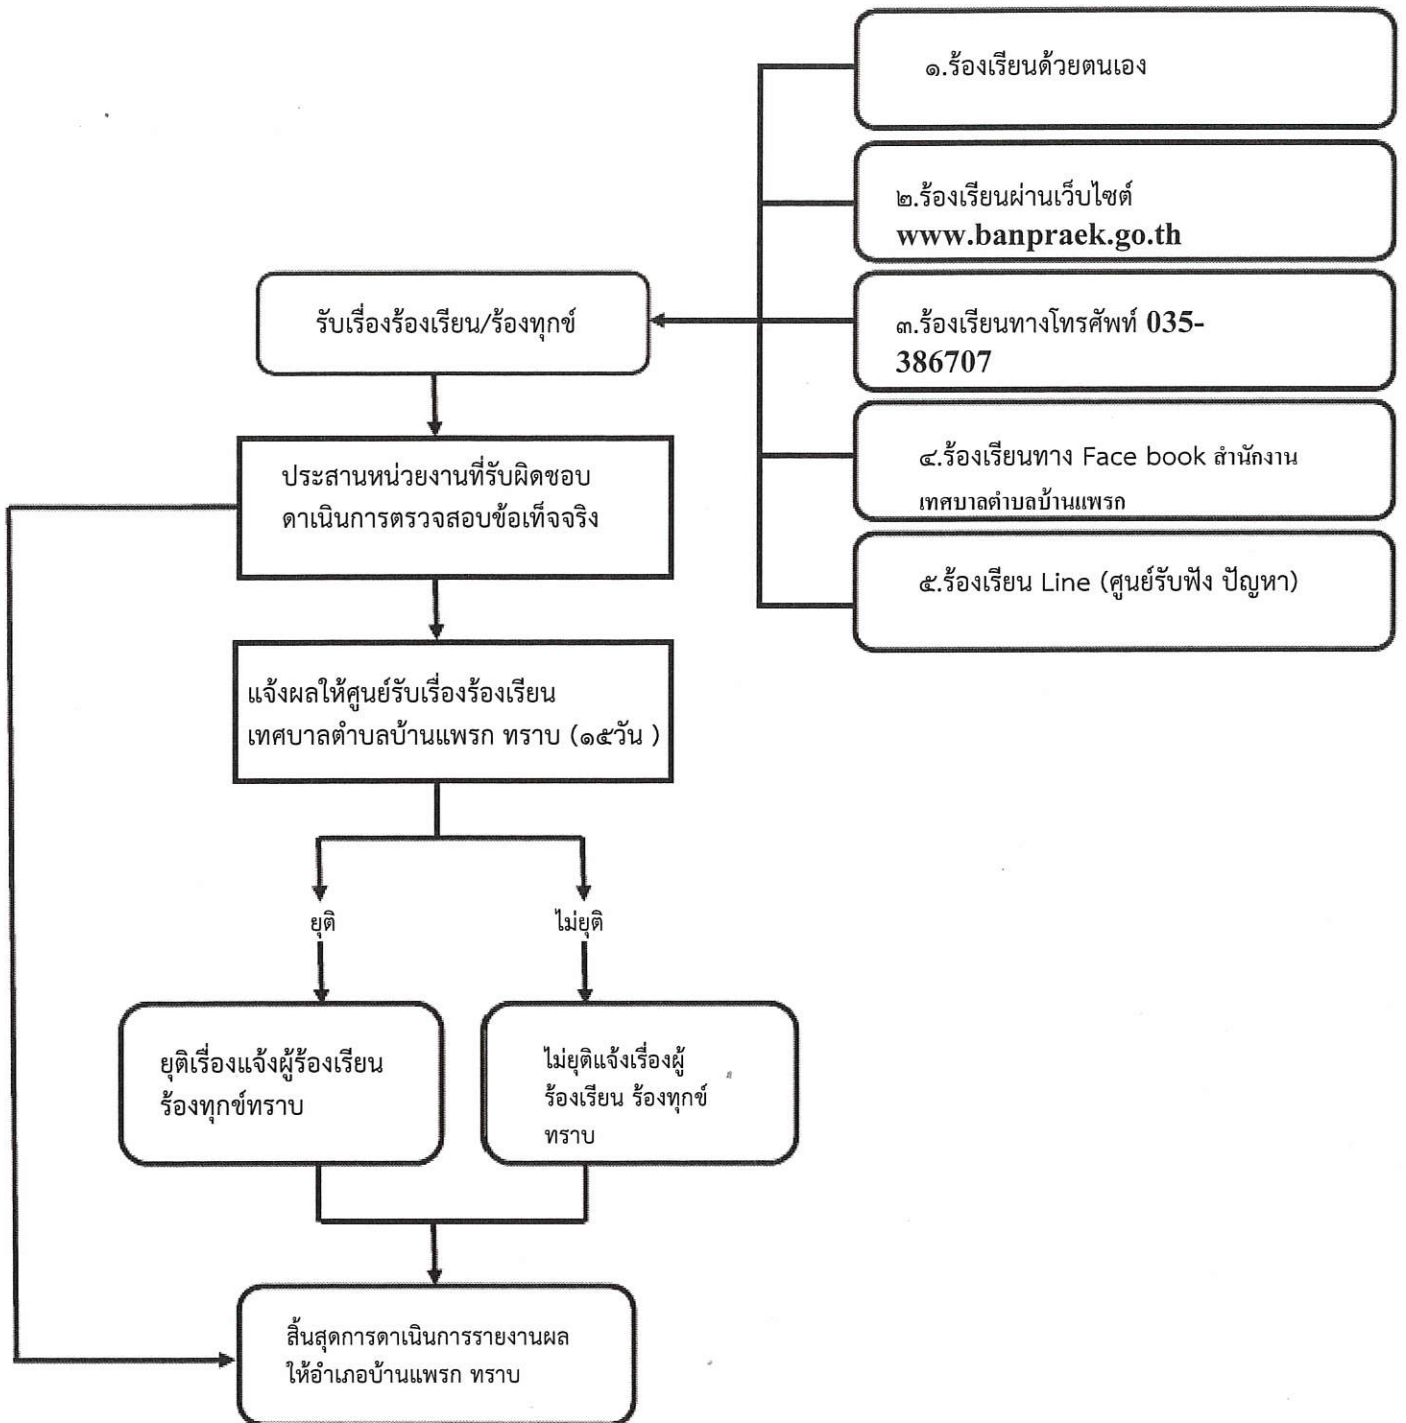 ๑.ร้องเรียนด้วยตนเอง
๒.ร้องเรียนผ่านเว็บไซต์
www.banpraek.go.th
๓.ร้องเรียนทางโทรศัพท์ 035-
386707
๔.ร้องเรียนทาง Face book สำนักงาน
เทศบาลตำบลบ้านแพรก
๕.ร้องเรียน Line (ศูนย์รับฟัง ปัญหา)
รับเรื่องร้องเรียน/ร้องทุกข์
ประสานหน่วยงานที่รับผิดชอบ
ดาเนินการตรวจสอบข้อเท็จจริง
แจ้งผลให้ศูนย์รับเรื่องร้องเรียน
เทศบาลตำบลบ้านแพรก ทราบ (๑๕วัน )
ยุติ
ไม่ยุติ
ยุติเรื่องแจ้งผู้ร้องเรียน
ร้องทุกข์ทราบ
ไม่ยุติแจ้งเรื่องผู้
ร้องเรียน ร้องทุกข์
ทราบ
สิ้นสุดการดาเนินการรายงานผล
ให้อำเภอบ้านแพรก ทราบ